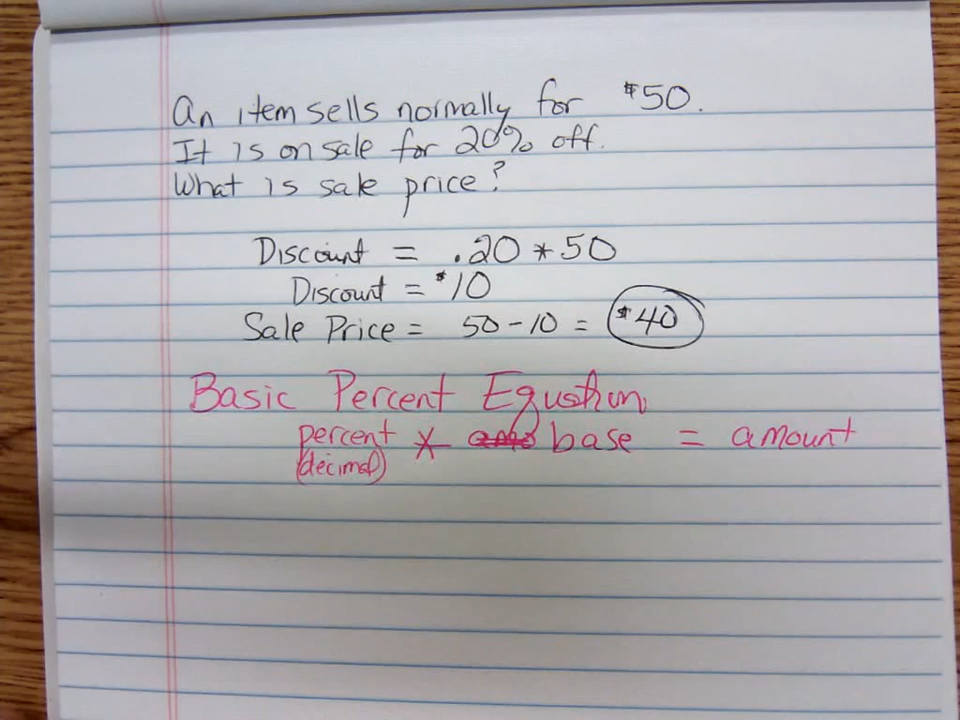 An item sells normally for $50.
It is on sale for 20% off.
What is sale price?
Discount = .20 * 50
Discount = $10
Sale Price = 50 - 10 = $40
Basic Percent Equation
percent * base = amount
(decimal)